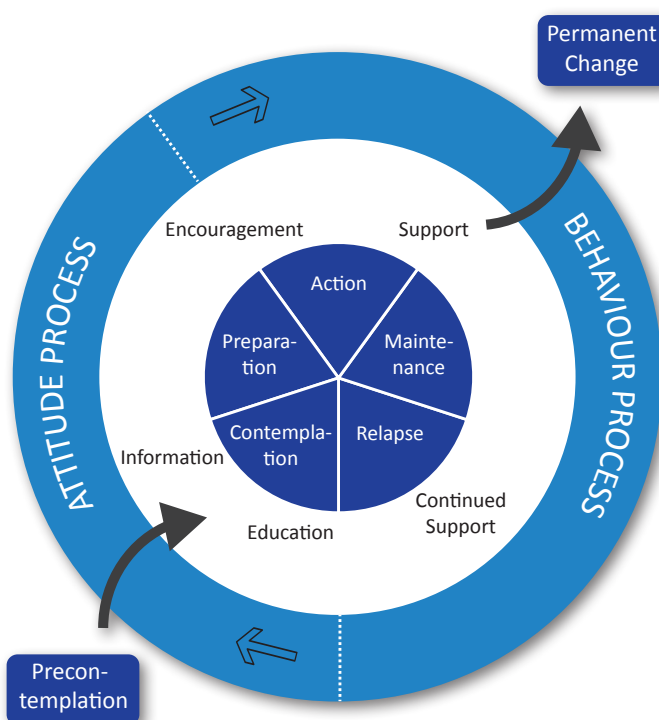 Permanent
Change
Encouragement
Support
Action
Prepara-
tion
Mainte-
nance
ATTITUDE PROCESS
BEHAVIOUR PROCESS
Contempla-
tion
Relapse
Information
Education
Continued
Support
Precon-
templation